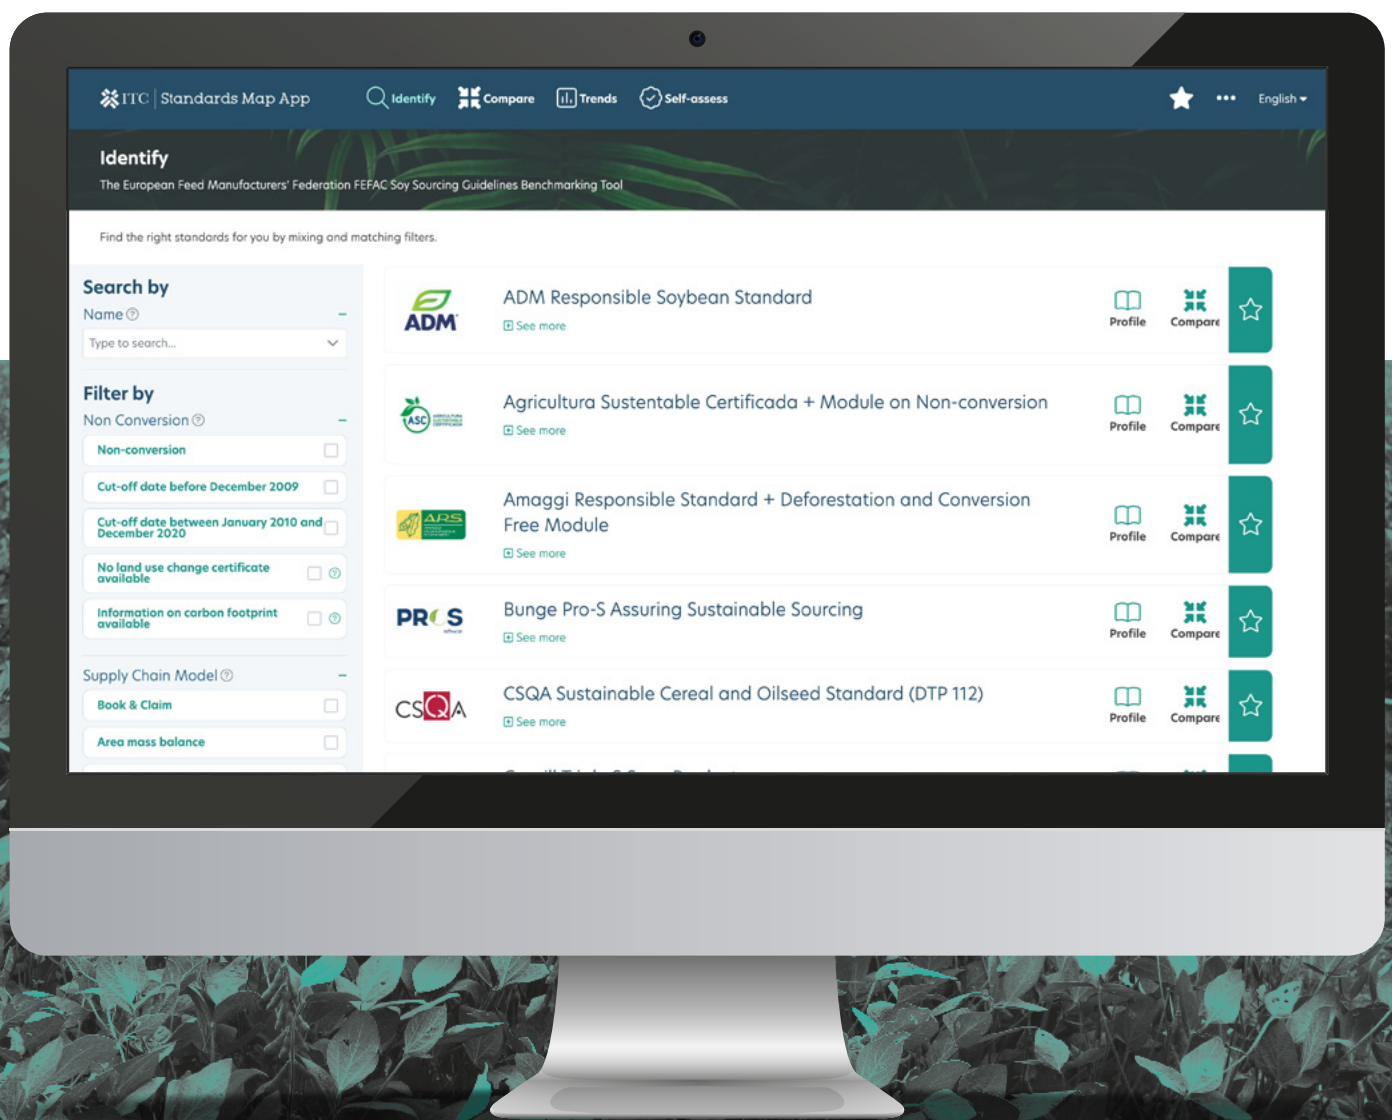 ITC | Standards Map App
Identify
Compare
Trends
Self-assess
English
Identify
The European Feed Manufacturers' Federation FEFAC Soy Sourcing Guidelines Benchmarking Tool
Find the right standards for you by mixing and matching filters.
Search by
Name
Type to search...
Filter by
Non Conversion
Non-conversion
Cut-off date before December 2009
Cut-off date between January 2010 and
December 2020
No land use change certificate
available
Information on carbon footprint
available
Supply Chain Model
Book & Claim
Area mass balance
ADM
ADM Responsible Soybean Standard
See more
Profile
Compare
ASC
AGRICULTURA
SUSTENTABLE
CERTIFICADA
Agricultura Sustentable Certificada + Module on Non-conversion
See more
Profile
Compare
ARS
Amaggi Responsible Standard + Deforestation and Conversion
Free Module
See more
Profile
Compare
PRO S
Bunge Pro-S Assuring Sustainable Sourcing
See more
Profile
Compare
CSQA
CSQA Sustainable Cereal and Oilseed Standard (DTP 112)
See more
Profile
Compare